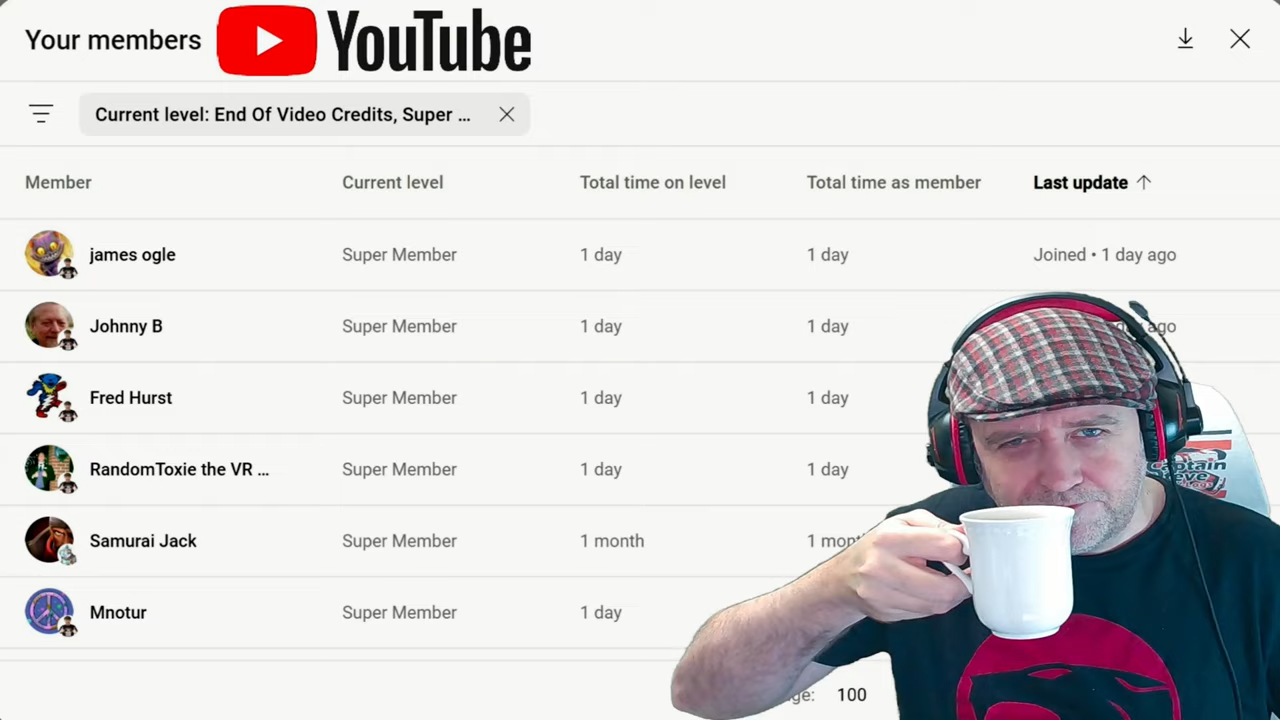 Your members YouTube
Current level: End Of Video Credits, Super ...
Member Current level Total time on level Total time as member Last update
james ogle Super Member 1 day 1 day Joined • 1 day ago
Johnny B Super Member 1 day 1 day ago
Fred Hurst Super Member 1 day 1 day
RandomToxie the VR ... Super Member 1 day 1 day
Samurai Jack Super Member 1 month 1 mont
Mnotur Super Member 1 day
100
Captain